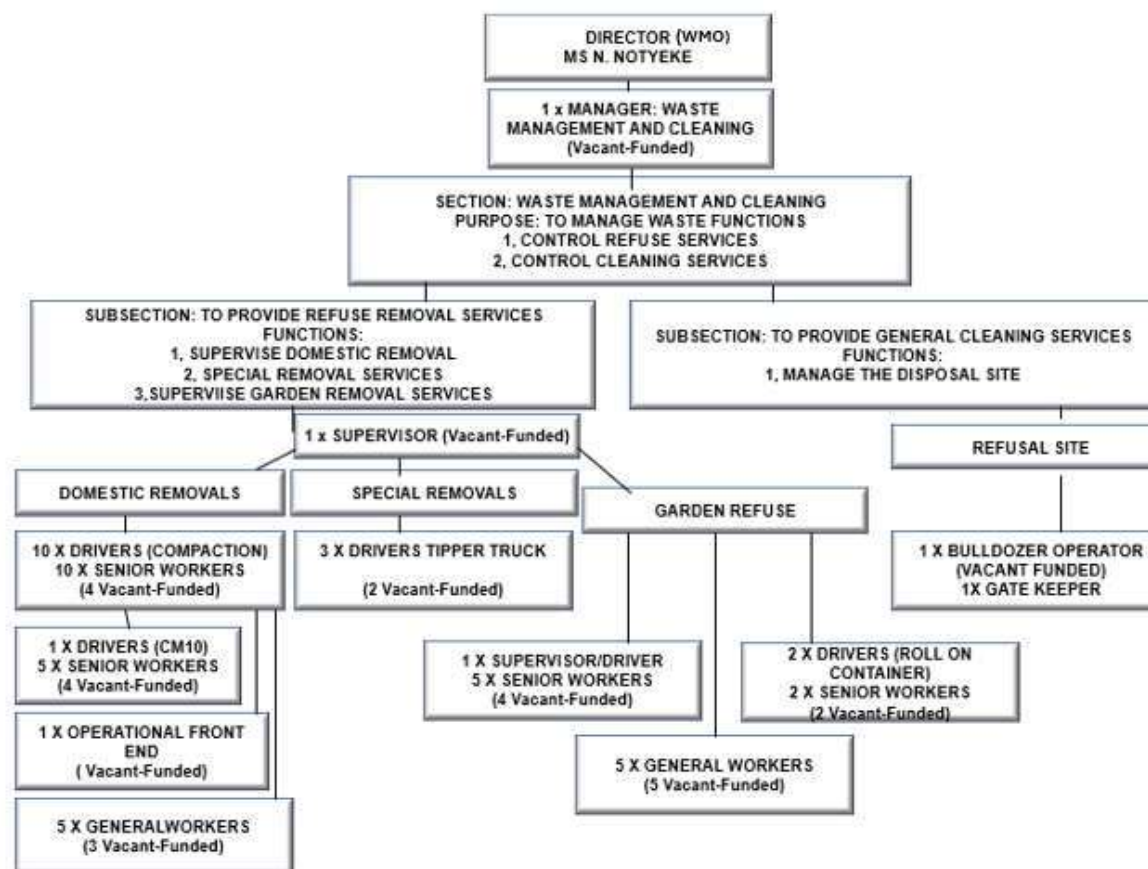 DIRECTOR (WMO)
MS N. NOTYEKE
1 x MANAGER: WASTE
MANAGEMENT AND CLEANING
(Vacant-Funded)
SECTION: WASTE MANAGEMENT AND CLEANING
PURPOSE: TO MANAGE WASTE FUNCTIONS
1, CONTROL REFUSE SERVICES
2, CONTROL CLEANING SERVICES
SUBSECTION: TO PROVIDE REFUSE REMOVAL SERVICES
FUNCTIONS:
1, SUPERVISE DOMESTIC REMOVAL
2, SPECIAL REMOVAL SERVICES
3,SUPERVIISE GARDEN REMOVAL SERVICES
SUBSECTION: TO PROVIDE GENERAL CLEANING SERVICES
FUNCTIONS:
1, MANAGE THE DISPOSAL SITE
1 x SUPERVISOR (Vacant-Funded)
REFUSAL SITE
DOMESTIC REMOVALS
SPECIAL REMOVALS
GARDEN REFUSE
10 X DRIVERS (COMPACTION)
10 X SENIOR WORKERS
(4 Vacant-Funded)
3 X DRIVERS TIPPER TRUCK
(2 Vacant-Funded)
1 X BULLDOZER OPERATOR
(VACANT FUNDED)
1X GATE KEEPER
1 X DRIVERS (CM10)
5 X SENIOR WORKERS
(4 Vacant-Funded)
1 X SUPERVISOR/DRIVER
5 X SENIOR WORKERS
(4 Vacant-Funded)
2 X DRIVERS (ROLL ON
CONTAINER)
2 X SENIOR WORKERS
(2 Vacant-Funded)
1 X OPERATIONAL FRONT
END
( Vacant-Funded)
5 X GENERAL WORKERS
(5 Vacant-Funded)
5 X GENERALWORKERS
(3 Vacant-Funded)